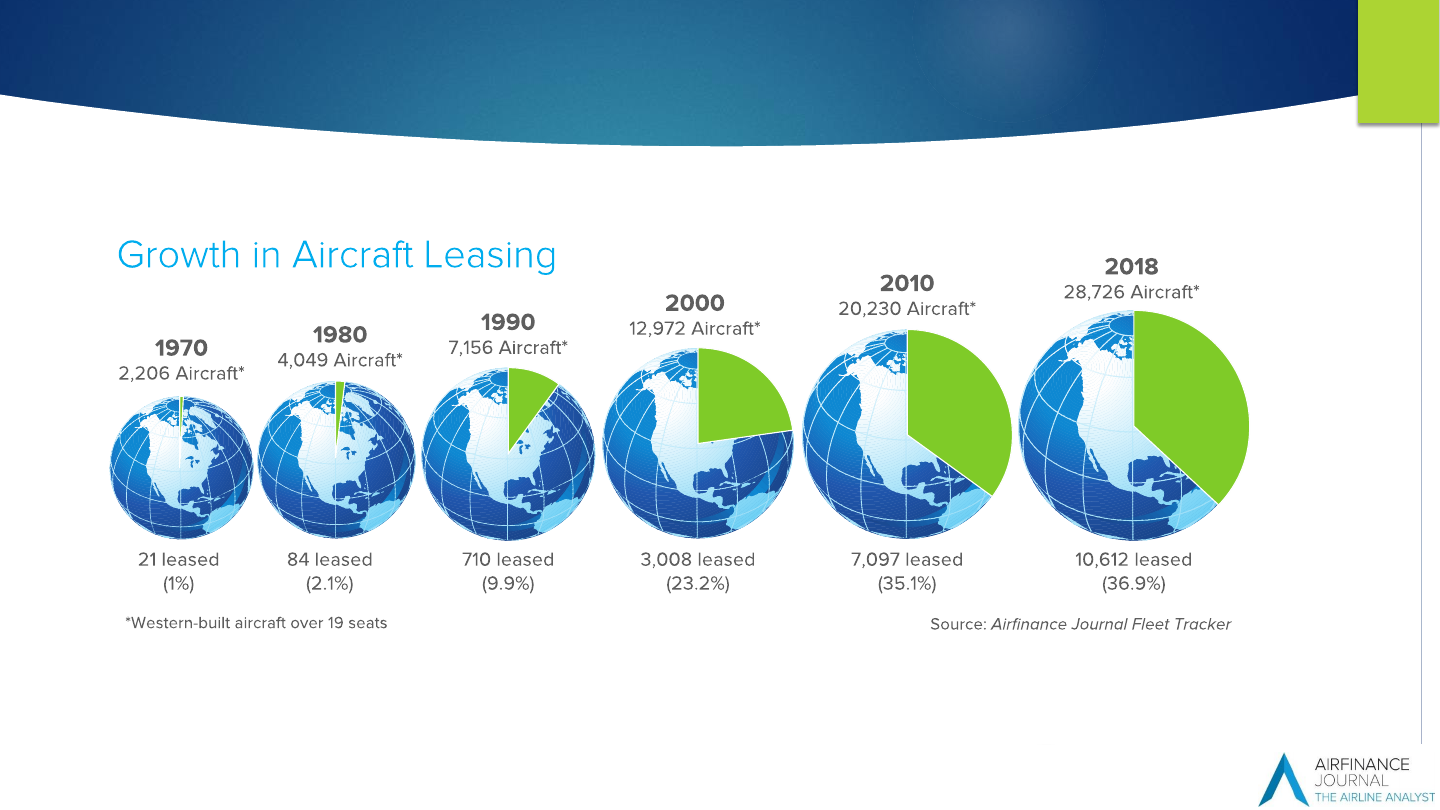 Growth in Aircraft Leasing
1970
2,206 Aircraft*
21 leased
(1%)
1980
4,049 Aircraft*
84 leased
(2.1%)
1990
7,156 Aircraft*
710 leased
(9.9%)
2000
12,972 Aircraft*
3,008 leased
(23.2%)
2010
20,230 Aircraft*
7,097 leased
(35.1%)
2018
28,726 Aircraft*
10,612 leased
(36.9%)
*Western-built aircraft over 19 seats
Source: Airfinance Journal Fleet Tracker
AIRFINANCE
JOURNAL
THE AIRLINE ANALYST